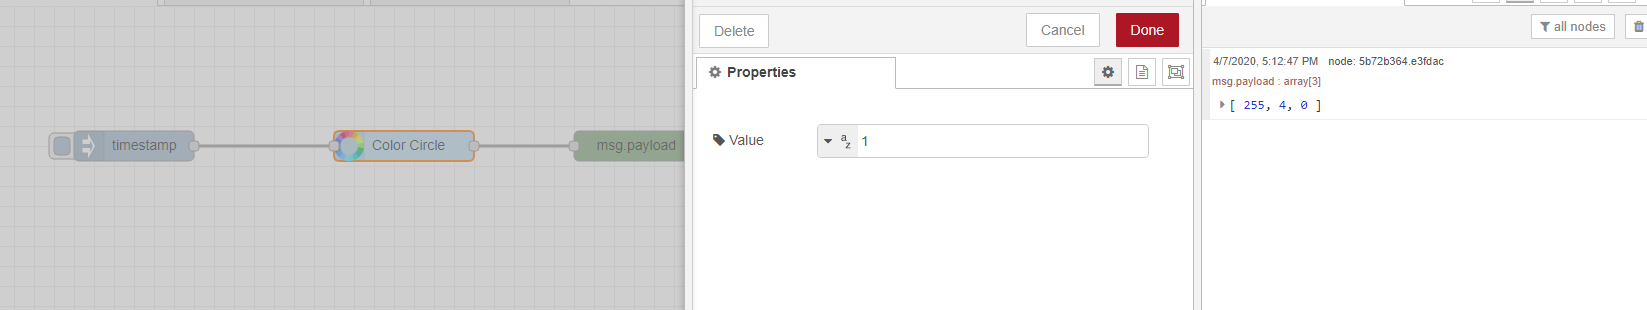 Delete
Cancel
Done
all nodes
Properties
4/7/2020, 5:12:47 PM node: 5b72b364.e3fdac
msg.payload : array[3]
[ 255, 4, 0 ]
timestamp
Color Circle
msg.payload
Value
a
z
1